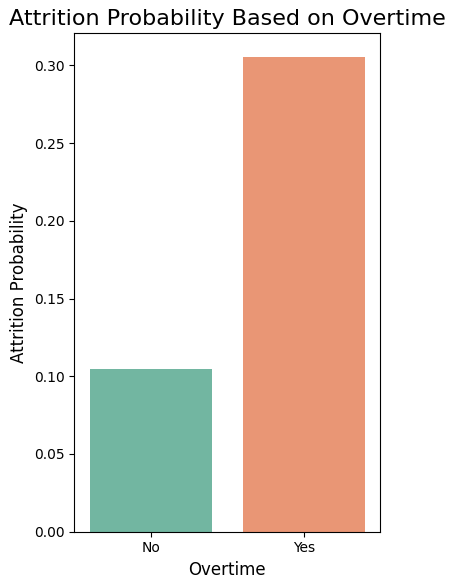 Attrition Probability Based on Overtime
Attrition Probability
0.30
0.25
0.20
0.15
0.10
0.05
0.00
No Yes
Overtime